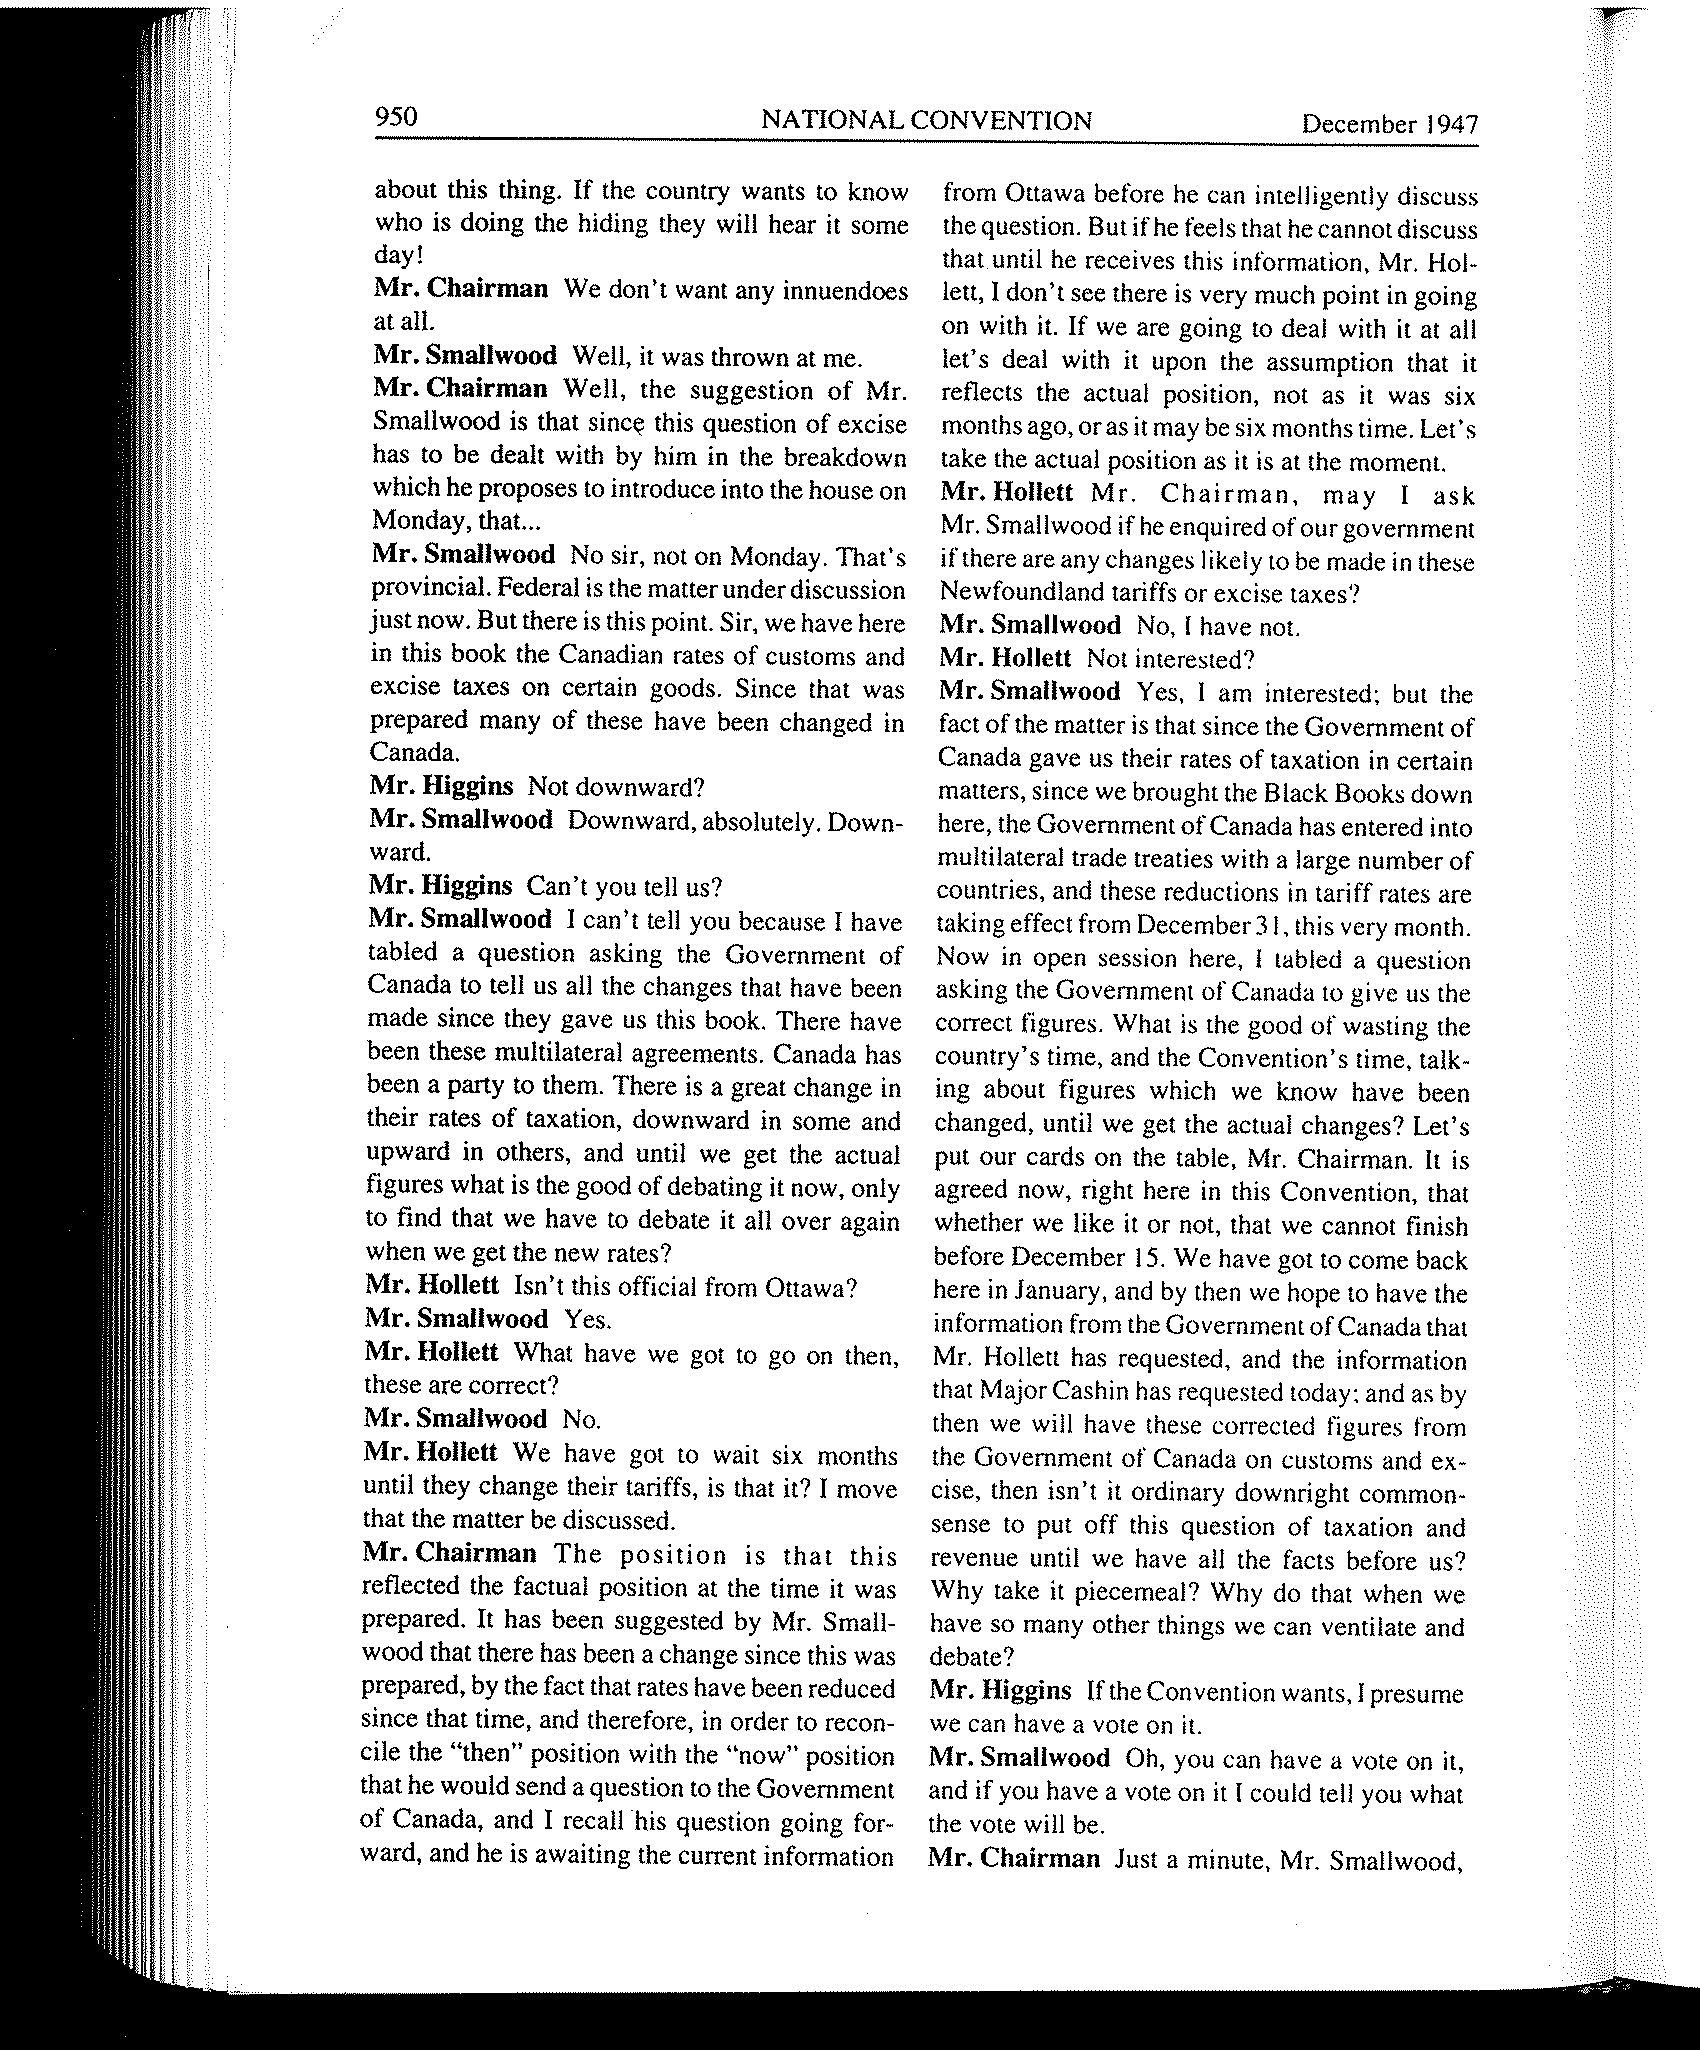 950 NATIONAL CONVENTION December 1947
about this thing. If the country wants to know
who is doing the hiding they will hear it some
day!
Mr. Chairman We don't want any innuendoes
at all.
Mr. Smallwood Well, it was thrown at me.
Mr. Chairman Well, the suggestion of Mr.
Smallwood is that since this question of excise
has to be dealt with by him in the breakdown
which he proposes to introduce into the house on
Monday, that...
Mr. Smallwood No sir, not on Monday. That's
provincial. Federal is the matter under discussion
just now. But there is this point. Sir, we have here
in this book the Canadian rates of customs and
excise taxes on certain goods. Since that was
prepared many of these have been changed in
Canada.
Mr. Higgins Not downward?
Mr. Smallwood Downward, absolutely. Down-
ward.
Mr. Higgins Can't you tell us?
Mr. Smallwood I can't tell you because I have
tabled a question asking the Government of
Canada to tell us all the changes that have been
made since they gave us this book. There have
been these multilateral agreements. Canada has
been a party to them. There is a great change in
their rates of taxation, downward in some and
upward in others, and until we get the actual
figures what is the good of debating it now, only
to find that we have to debate it all over again
when we get the new rates?
Mr. Hollett Isn't this official from Ottawa?
Mr. Smallwood Yes.
Mr. Hollett What have we got to go on then,
these are correct?
Mr. Smallwood No.
Mr. Hollett We have got to wait six months
until they change their tariffs, is that it? I move
that the matter be discussed.
Mr. Chairman The position is that this
reflected the factual position at the time it was
prepared. It has been suggested by Mr. Small-
wood that there has been a change since this was
prepared, by the fact that rates have been reduced
since that time, and therefore, in order to recon-
cile the "then" position with the "now" position
that he would send a question to the Government
of Canada, and I recall his question going for-
ward, and he is awaiting the current information
from Ottawa before he can intelligently discuss
the question. But if he feels that he cannot discuss
that until he receives this information, Mr. Hol-
lett, I don't see there is very much point in going
on with it. If we are going to deal with it at all
let's deal with it upon the assumption that it
reflects the actual position, not as it was six
months ago, or as it may be six months time. Let's
take the actual position as it is at the moment.
Mr. Hollett Mr. Chairman, may I ask
Mr. Smallwood if he enquired of our government
if there are any changes likely to be made in these
Newfoundland tariffs or excise taxes?
Mr. Smallwood No, I have not.
Mr. Hollett Not interested?
Mr. Smallwood Yes, I am interested; but the
fact of the matter is that since the Government of
Canada gave us their rates of taxation in certain
matters, since we brought the Black Books down
here, the Government of Canada has entered into
multilateral trade treaties with a large number of
countries, and these reductions in tariff rates are
taking effect from December 31, this very month.
Now in open session here, I tabled a question
asking the Government of Canada to give us the
correct figures. What is the good of wasting the
country's time, and the Convention's time, talk-
ing about figures which we know have been
changed, until we get the actual changes? Let's
put our cards on the table, Mr. Chairman. It is
agreed now, right here in this Convention, that
whether we like it or not, that we cannot finish
before December 15. We have got to come back
here in January, and by then we hope to have the
information from the Government of Canada that
Mr. Hollett has requested, and the information
that Major Cashin has requested today; and as by
then we will have these corrected figures from
the Government of Canada on customs and ex-
cise, then isn't it ordinary downright common-
sense to put off this question of taxation and
revenue until we have all the facts before us?
Why take it piecemeal? Why do that when we
have so many other things we can ventilate and
debate?
Mr. Higgins If the Convention wants, I presume
we can have a vote on it.
Mr. Smallwood Oh, you can have a vote on it,
and if you have a vote on it I could tell you what
the vote will be.
Mr. Chairman Just a minute, Mr. Smallwood,